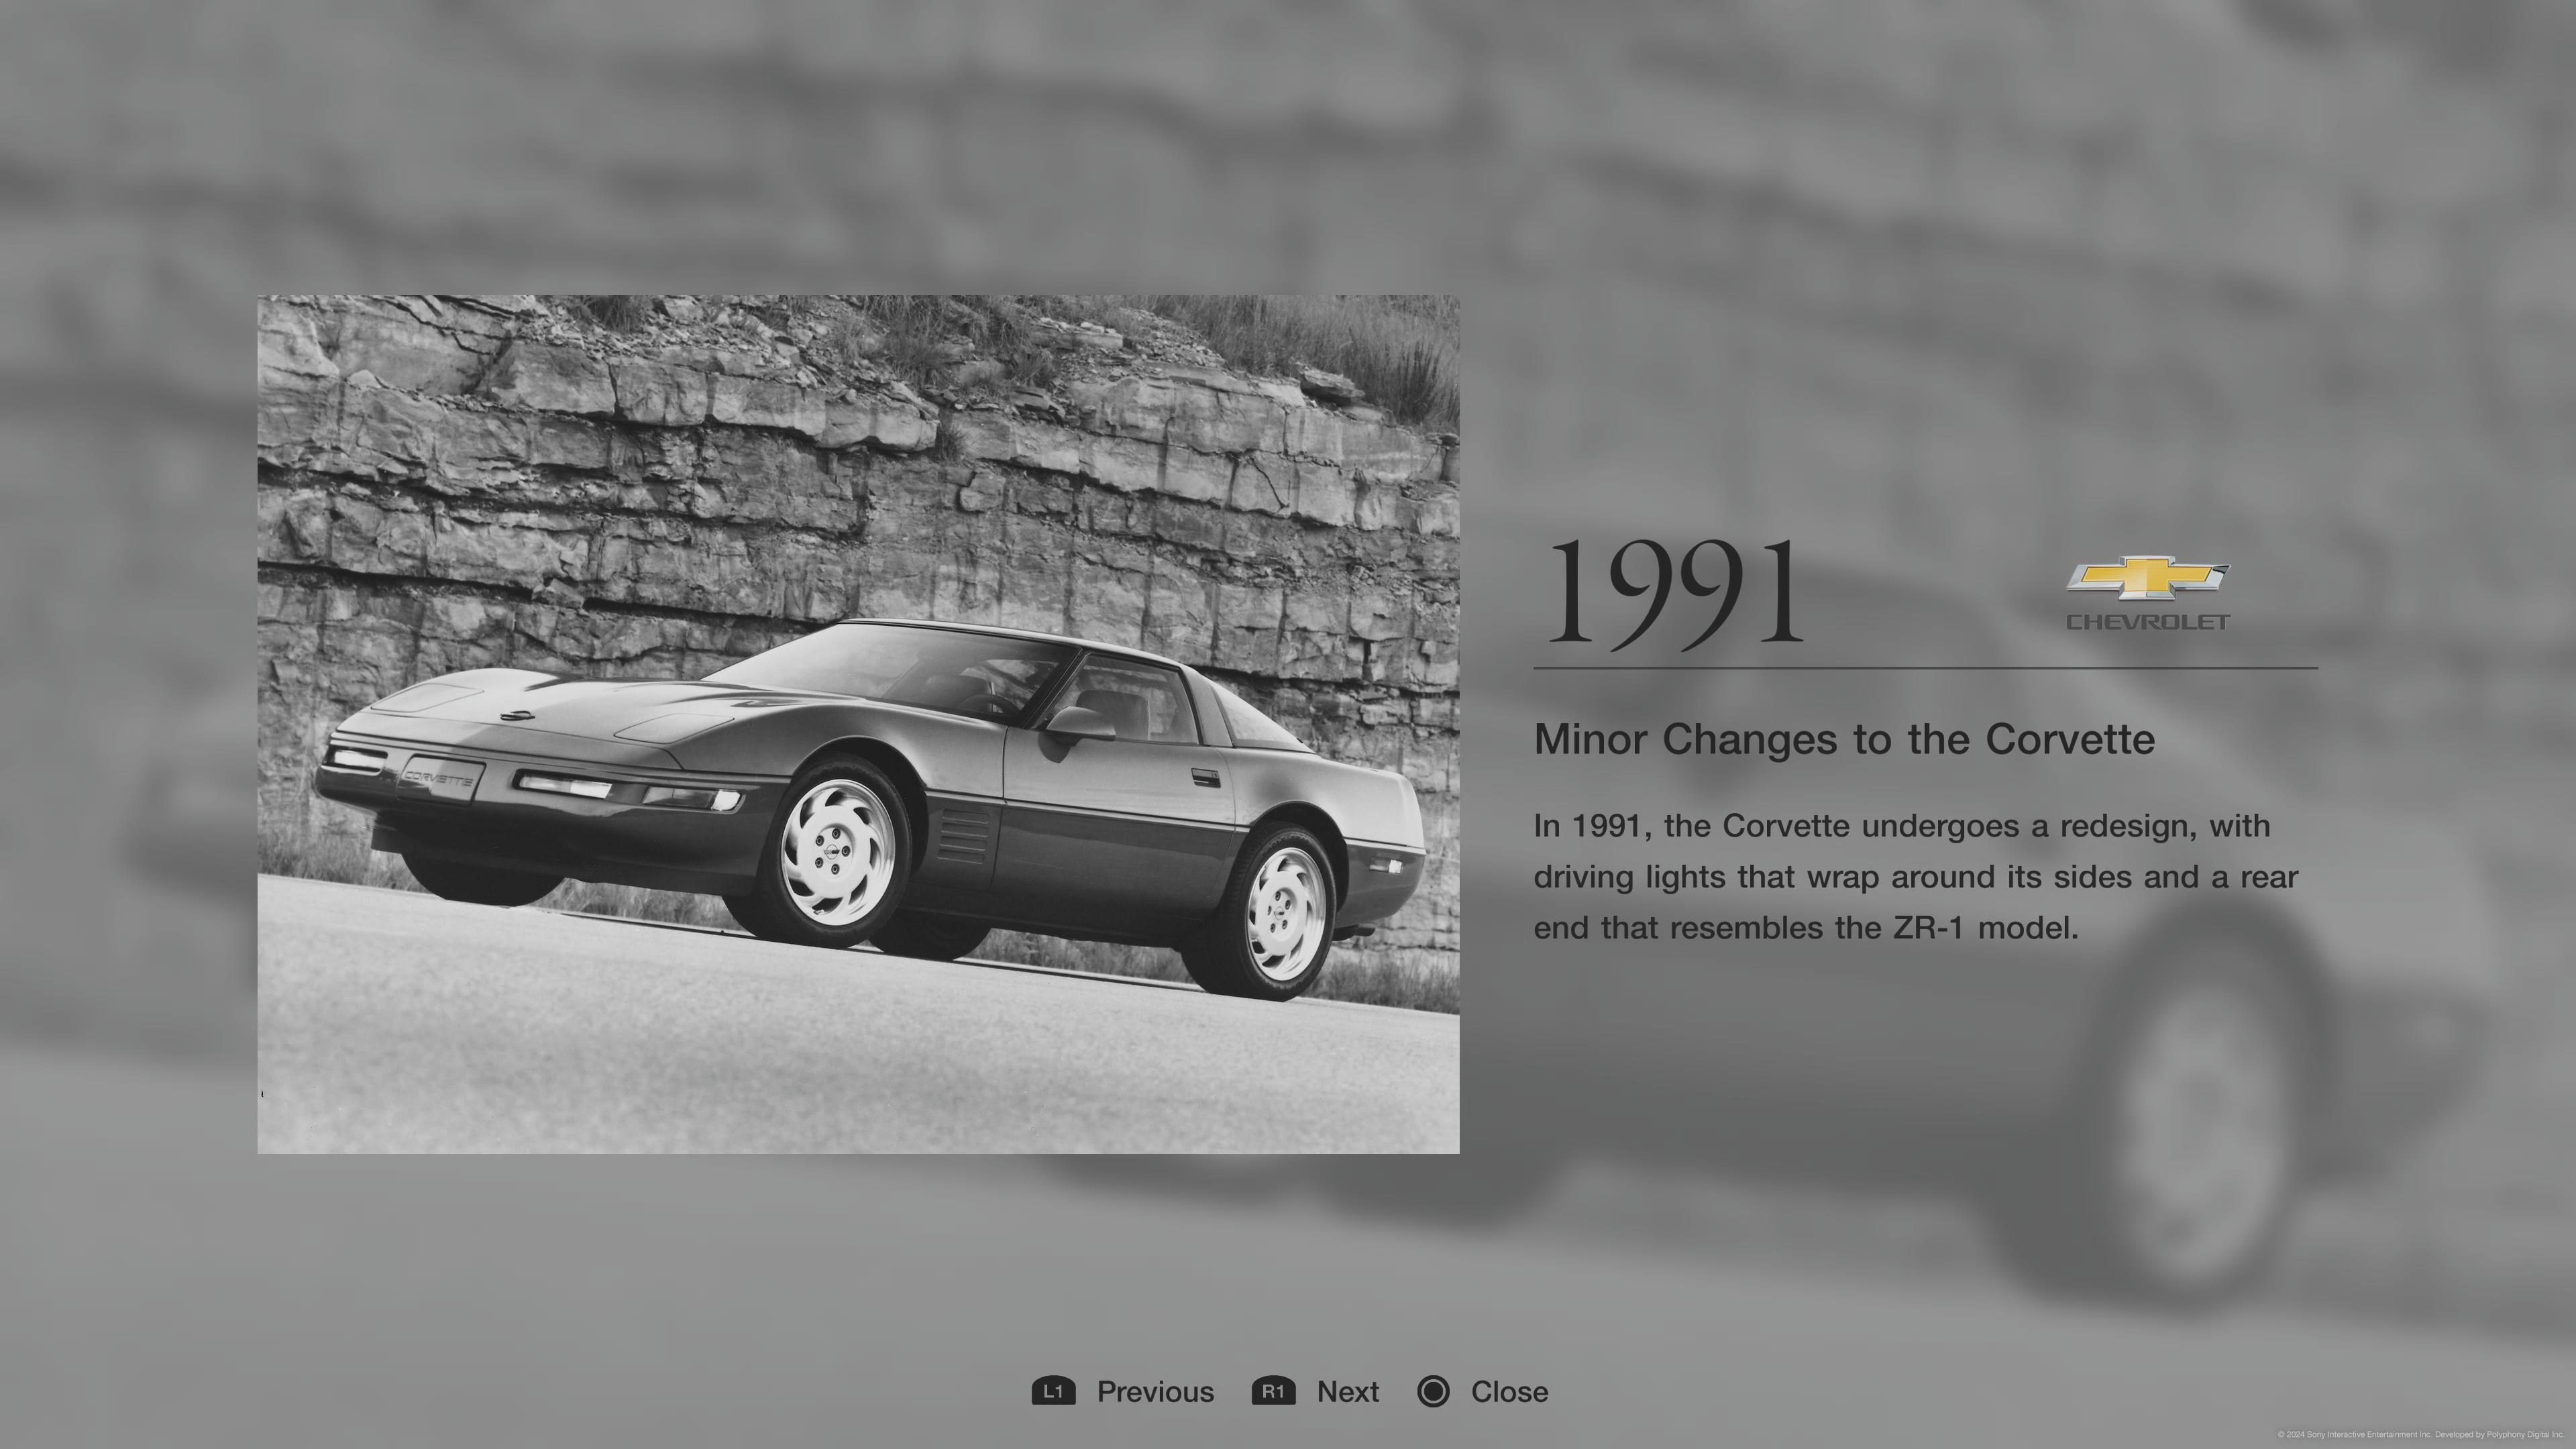 1991
CHEVROLET
Minor Changes to the Corvette
In 1991, the Corvette undergoes a redesign, with
driving lights that wrap around its sides and a rear
end that resembles the ZR-1 model.
CORVETTE
L1 Previous R1 Next Close
© 2024 Sony Interactive Entertainment Inc. Developed by Polyphony Digital Inc.